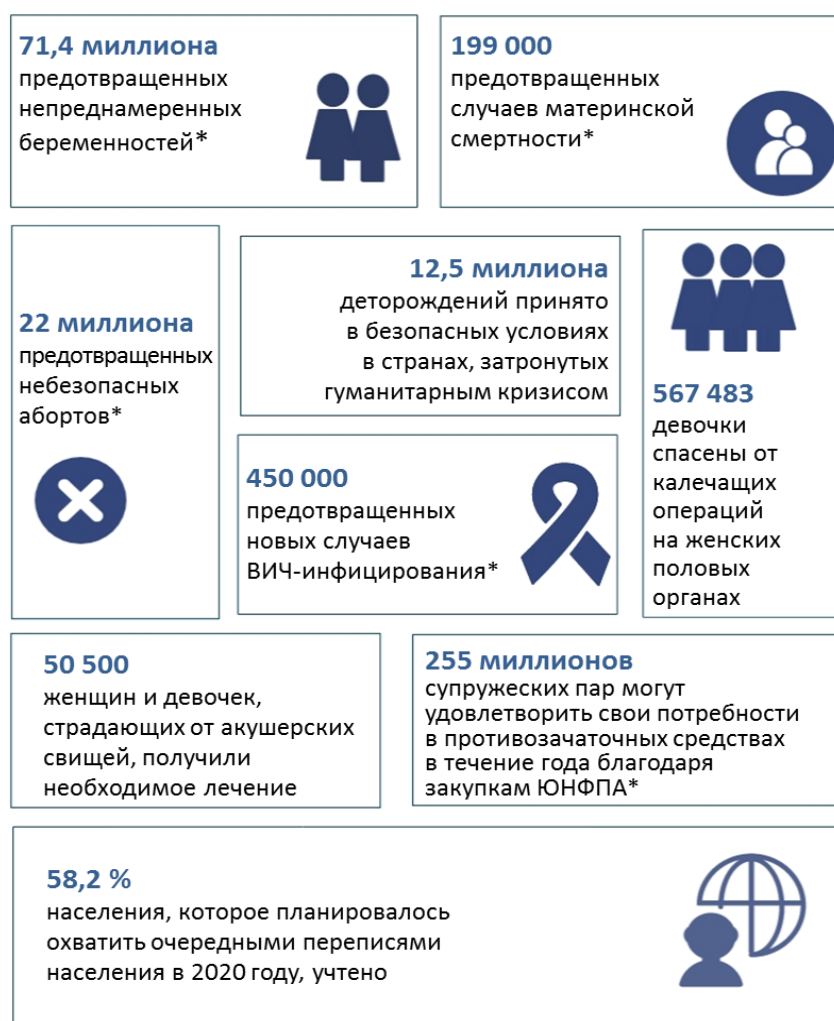 71,4 миллиона
предотвращенных
непреднамеренных
беременностей*
199 000
предотвращенных
случаев материнской
смертности*
22 миллиона
предотвращенных
небезопасных
абортов*
12,5 миллиона
деторождений принято
в безопасных условиях
в странах, затронутых
гуманитарным кризисом
567 483
девочки
спасены от
калечащих
операций
на женских
половых
органах
450 000
предотвращенных
новых случаев
ВИЧ-инфицирования*
50 500
женщин и девочек,
страдающих от акушерских
свищей, получили
необходимое лечение
255 миллионов
супружеских пар могут
удовлетворить свои потребности
в противозачаточных средствах
в течение года благодаря
закупкам ЮНФПА*
58,2 %
населения, которое планировалось
охватить очередными переписями
населения в 2020 году, учтено